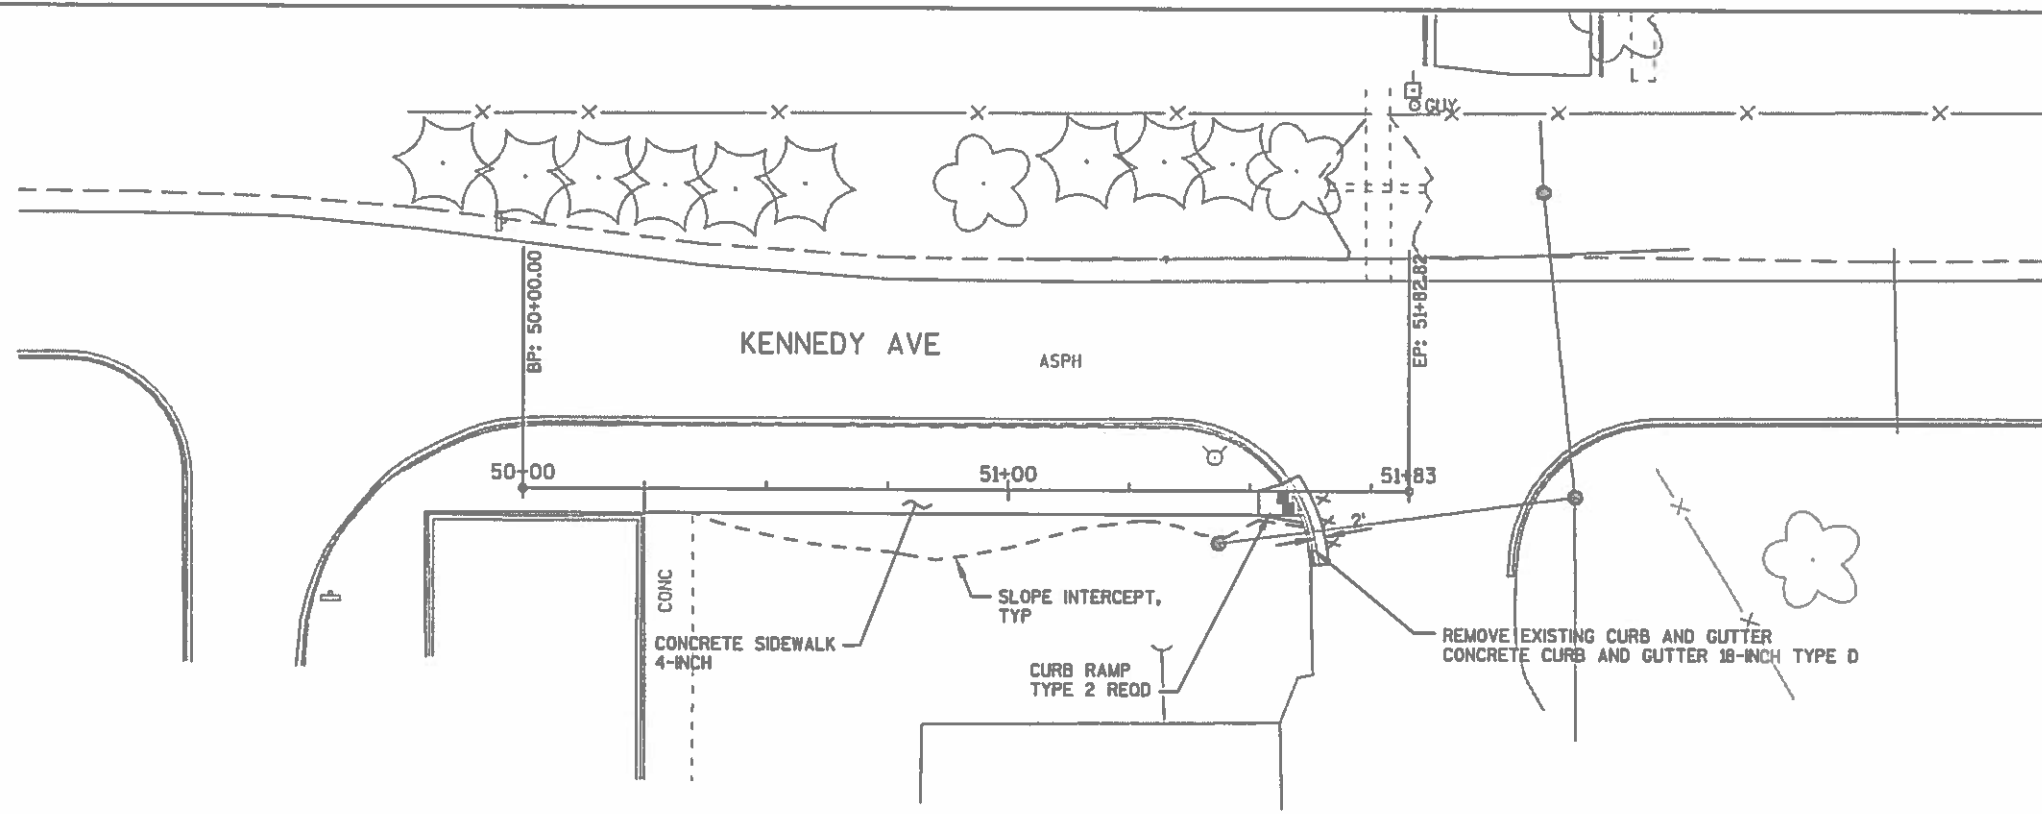 GUY
BP: 50+00.00
EP: 51+82.82
KENNEDY AVE
ASPH
50+00
51+00
51+83
2'
CONC
SLOPE INTERCEPT,
TYP
CONCRETE SIDEWALK
4-INCH
CURB RAMP
TYPE 2 REQD
REMOVE EXISTING CURB AND GUTTER
CONCRETE CURB AND GUTTER 18-INCH TYPE D